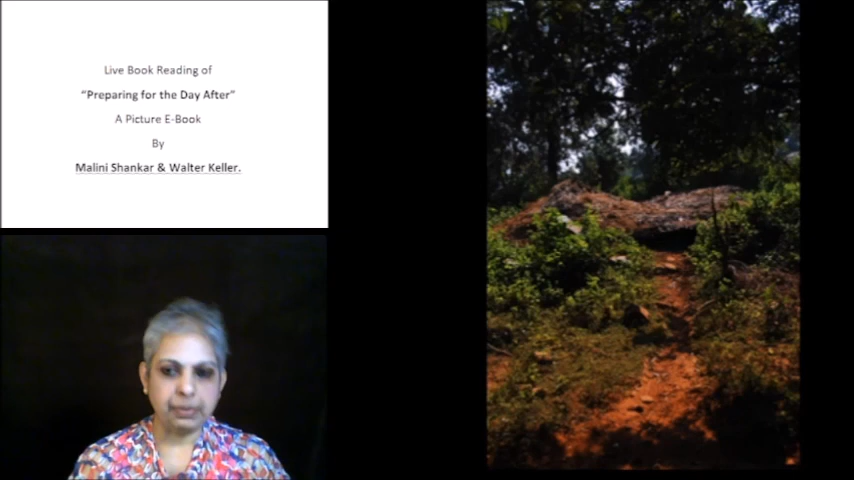 Live Book Reading of
“Preparing for the Day After”
A Picture E-Book
By
Malini Shankar & Walter Keller.